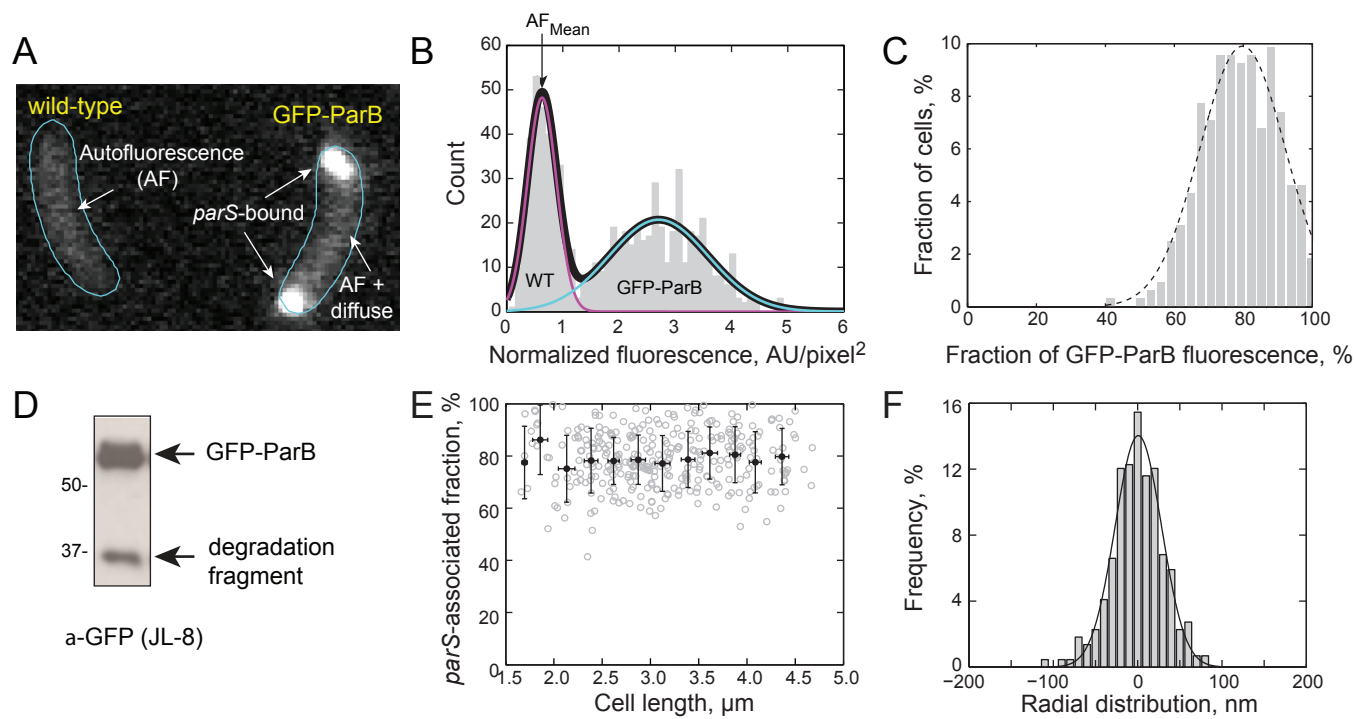 A
wild-type
GFP-ParB
Autofluorescence
(AF)
parS-bound
AF +
diffuse
B
AF Mean
60
50
40
30
20
10
0
Count
WT
GFP-ParB
0 1 2 3 4 5 6
Normalized fluorescence, AU/pixel²
C
10
8
6
4
2
0
Fraction of cells, %
0 20 40 60 80 100
Fraction of GFP-ParB fluorescence, %
D
GFP-ParB
50-
37-
degradation
fragment
a-GFP (JL-8)
E
100
80
60
40
20
0
parS-associated fraction, %
1.5 2.0 2.5 3.0 3.5 4.0 4.5 5.0
Cell length, µm
F
16
12
8
4
0
Frequency, %
−200 −100 0 100 200
Radial distribution, nm